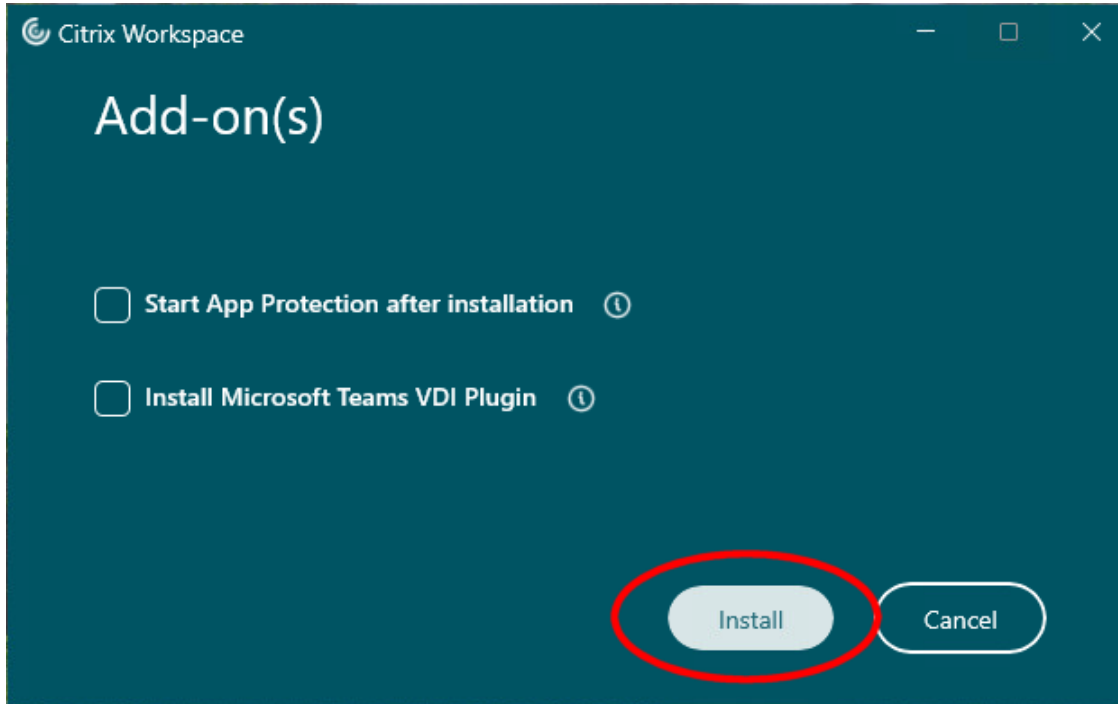 Citrix Workspace
Add-on(s)
Start App Protection after installation
Install Microsoft Teams VDI Plugin
Install
Cancel